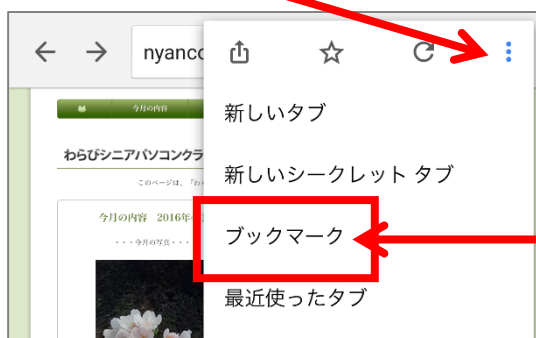 nyanco
新しいタブ
今月の内容
新しいシークレット タブ
わらびシニアパソコンクラ
このページは、「わ
ブックマーク
今月の内容 2016年
・・・今月の写真・・・
最近使ったタブ